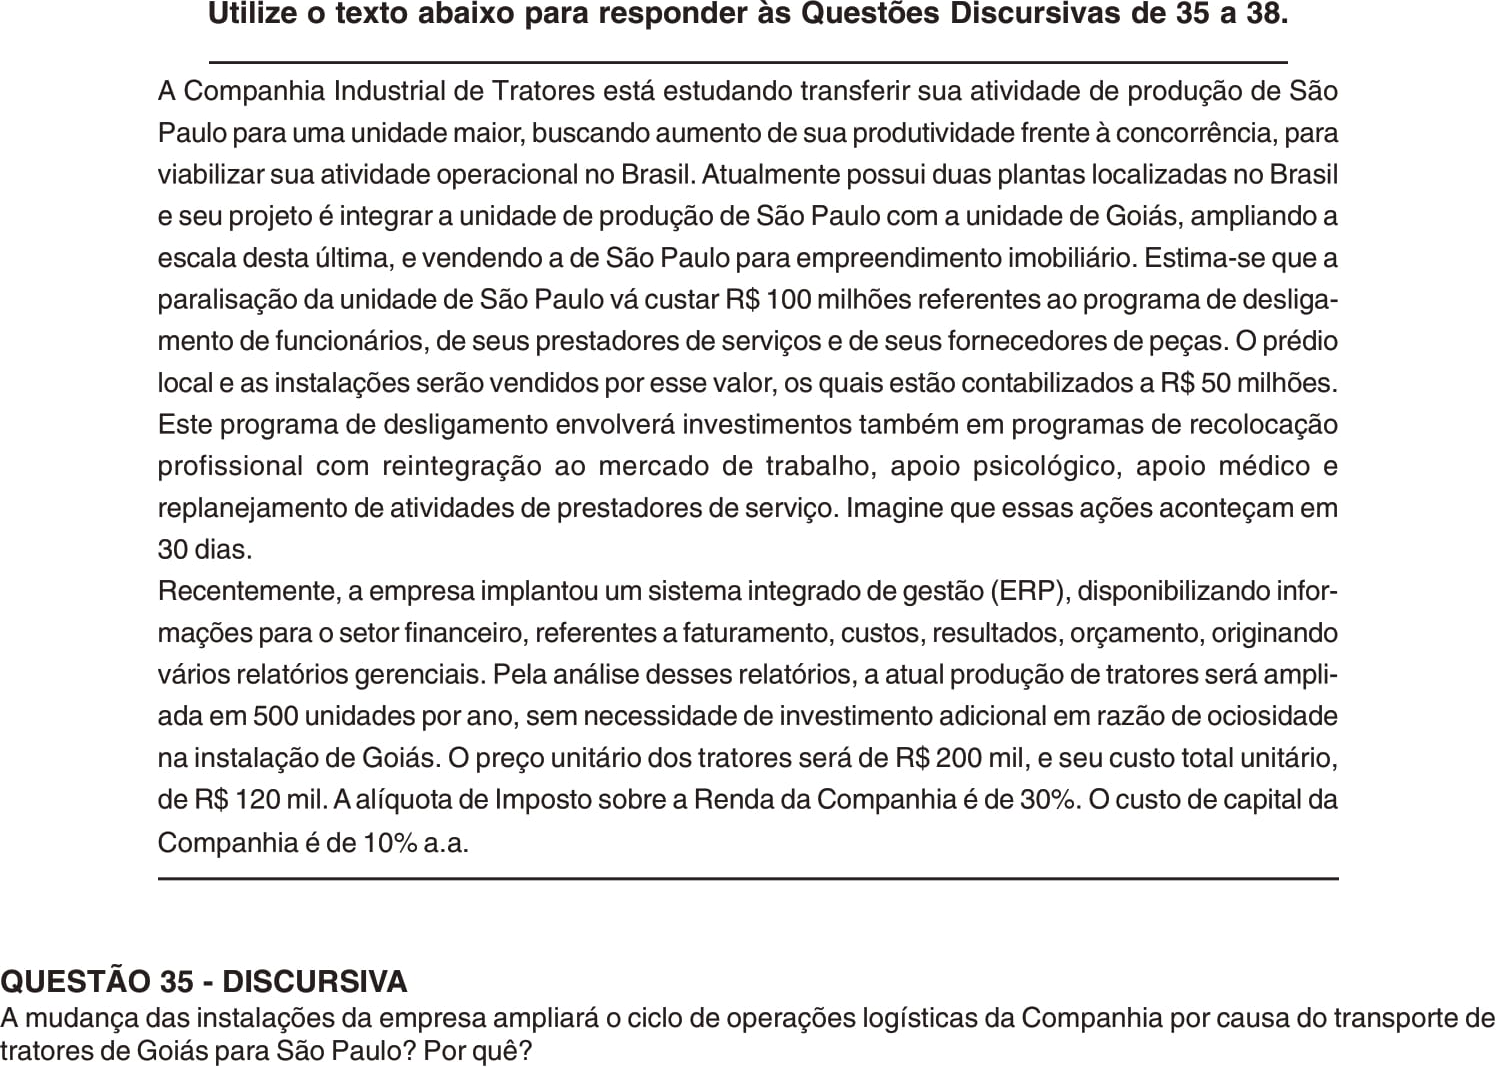 Utilize o texto abaixo para responder às Questões Discursivas de 35 a 38.
A Companhia Industrial de Tratores está estudando transferir sua atividade de produção de São
Paulo para uma unidade maior, buscando aumento de sua produtividade frente à concorrência, para
viabilizar sua atividade operacional no Brasil. Atualmente possui duas plantas localizadas no Brasil
e seu projeto é integrar a unidade de produção de São Paulo com a unidade de Goiás, ampliando a
escala desta última, e vendendo a de São Paulo para empreendimento imobiliário. Estima-se que a
paralisação da unidade de São Paulo vá custar R$ 100 milhões referentes ao programa de desliga-
mento de funcionários, de seus prestadores de serviços e de seus fornecedores de peças. O prédio
local e as instalações serão vendidos por esse valor, os quais estão contabilizados a R$ 50 milhões.
Este programa de desligamento envolverá investimentos também em programas de recolocação
profissional com reintegração ao mercado de trabalho, apoio psicológico, apoio médico e
replanejamento de atividades de prestadores de serviço. Imagine que essas ações aconteçam em
30 dias.
Recentemente, a empresa implantou um sistema integrado de gestão (ERP), disponibilizando infor-
mações para o setor financeiro, referentes a faturamento, custos, resultados, orçamento, originando
vários relatórios gerenciais. Pela análise desses relatórios, a atual produção de tratores será ampli-
ada em 500 unidades por ano, sem necessidade de investimento adicional em razão de ociosidade
na instalação de Goiás. O preço unitário dos tratores será de R$ 200 mil, e seu custo total unitário,
de R$ 120 mil. A alíquota de Imposto sobre a Renda da Companhia é de 30%. O custo de capital da
Companhia é de 10% a.a.
QUESTÃO 35 - DISCURSIVA
A mudança das instalações da empresa ampliará o ciclo de operações logísticas da Companhia por causa do transporte de
tratores de Goiás para São Paulo? Por quê?